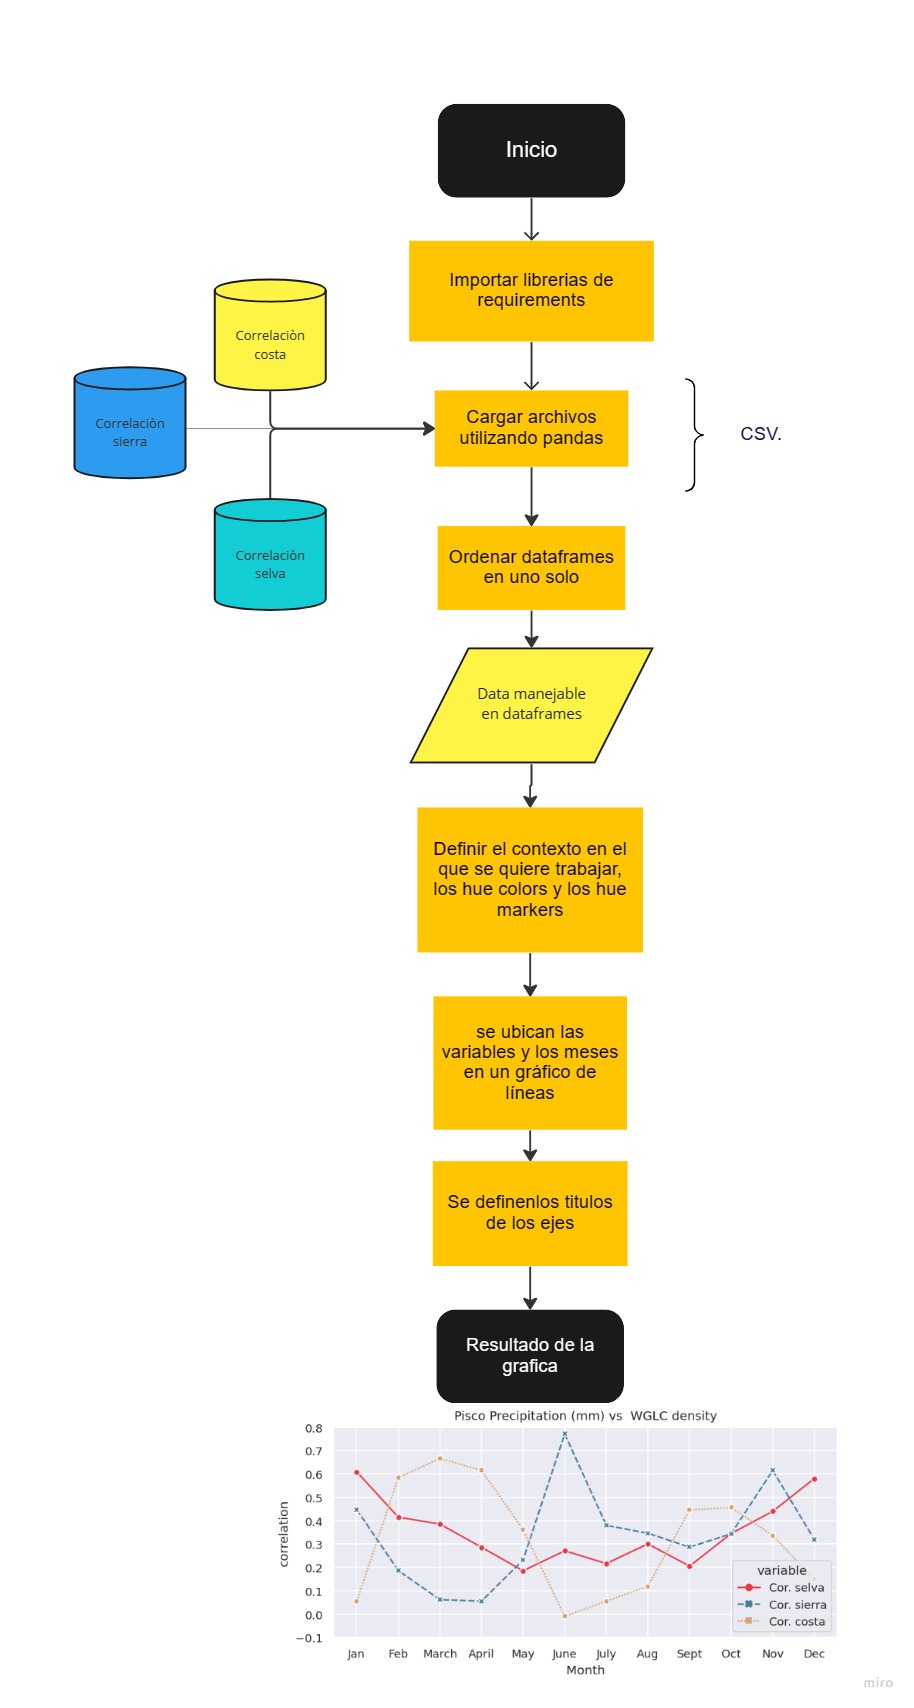 Inicio
Importar librerias de
requirements
Correlaciòn
costa
Correlaciòn
sierra
Cargar archivos
utilizando pandas
CSV.
Correlaciòn
selva
Ordenar dataframes
en uno solo
Data manejable
en dataframes
Definir el contexto en el
que se quiere trabajar,
los hue colors y los hue
markers
se ubican las
variables y los meses
en un gráfico de
líneas
Se definenlos titulos
de los ejes
Resultado de la
grafica
Pisco Precipitation (mm) vs WGLC density
correlation
0.8
0.7
0.6
0.5
0.4
0.3
0.2
0.1
0.0
−0.1
variable
Cor. selva
Cor. sierra
Cor. costa
Jan Feb March April May June July Aug Sept Oct Nov Dec
Month
miro